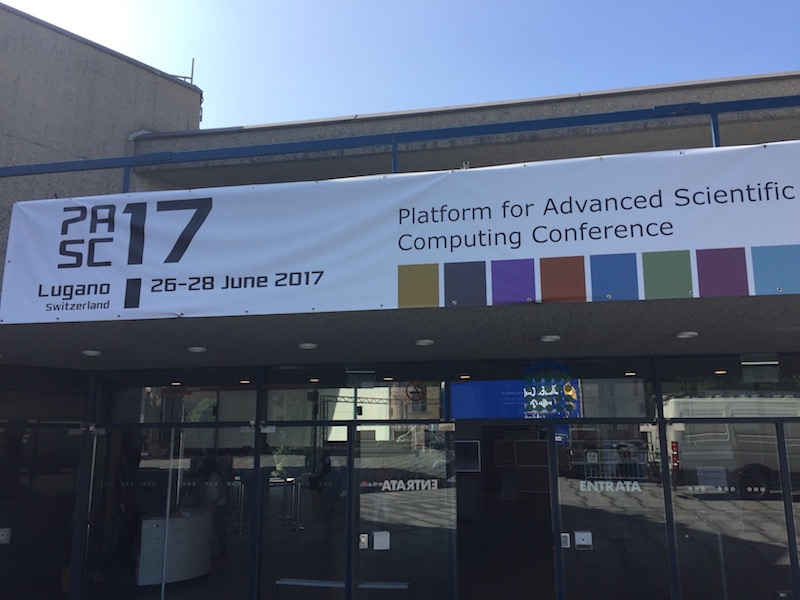 PA
SC17
Lugano
Switzerland
26-28 June 2017
Platform for Advanced Scientific
Computing Conference
ENTRATA
ENTRATA